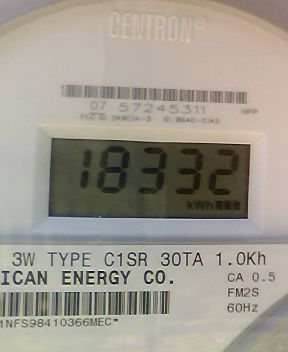 CENTRON®
07 57245311 HPP
18332
kWh
3W TYPE C1SR 30TA 1.0Kh
ICAN ENERGY CO. CA 0.5
FM2S
60Hz
1NFS98410366MEC*